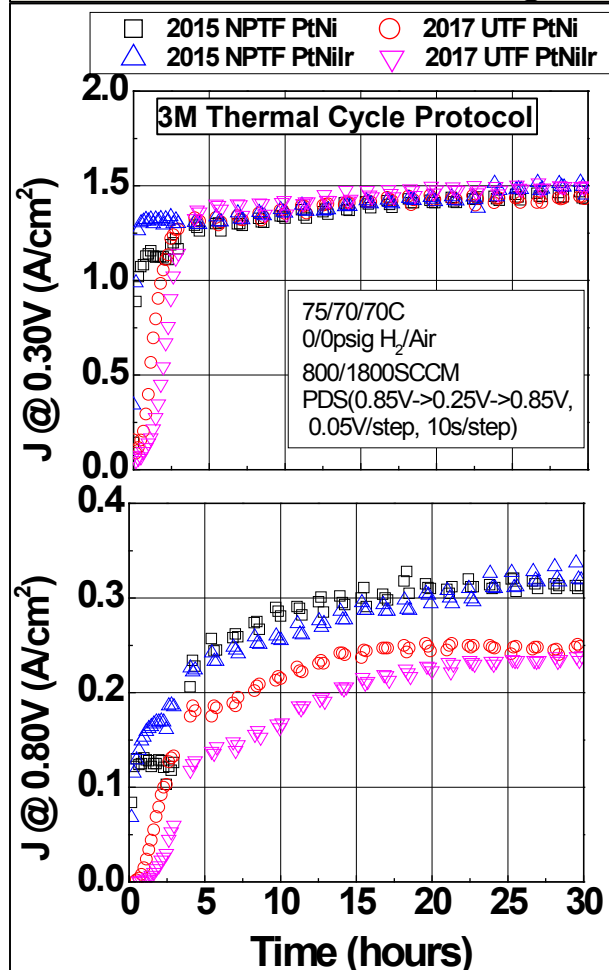 2015 NPTF PtNi 2017 UTF PtNi
2015 NPTF PtNiIr 2017 UTF PtNiIr
3M Thermal Cycle Protocol
2.0
1.5
1.0
0.5
0.0
J @ 0.30V (A/cm²)
75/70/70C
0/0psig H₂/Air
800/1800SCCM
PDS(0.85V->0.25V->0.85V,
0.05V/step, 10s/step)
0.4
0.3
0.2
0.1
0.0
J @ 0.80V (A/cm²)
0 5 10 15 20 25 30
Time (hours)